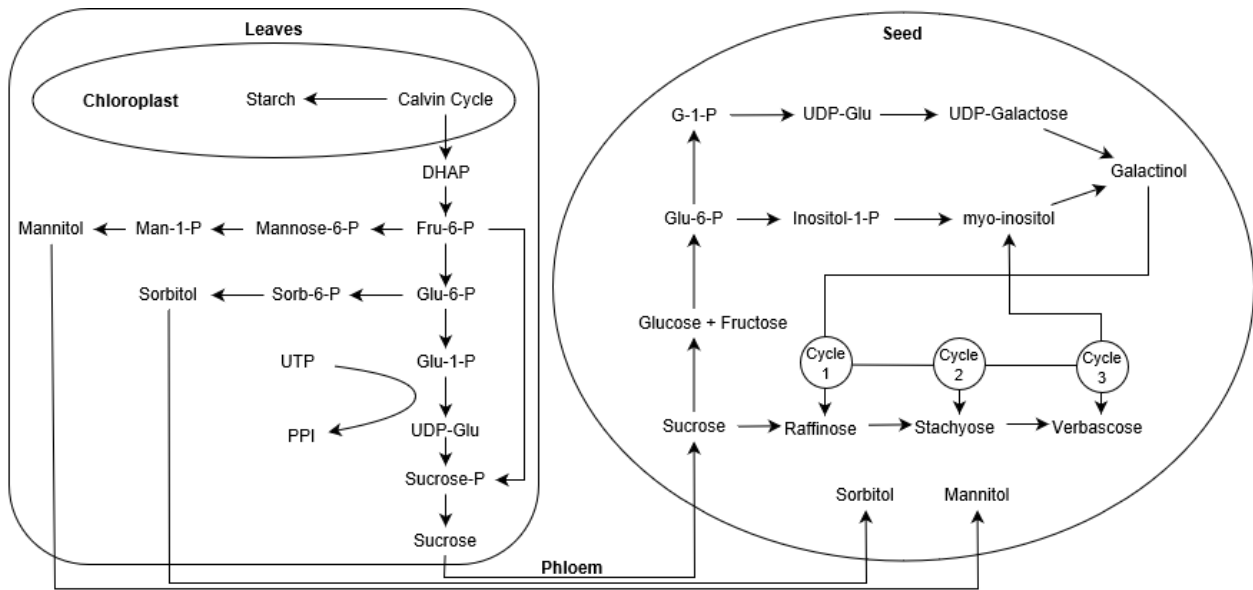 Leaves
Chloroplast
Starch
Calvin Cycle
DHAP
Mannitol
Man-1-P
Mannose-6-P
Fru-6-P
Sorbitol
Sorb-6-P
Glu-6-P
UTP
Glu-1-P
PPI
UDP-Glu
Sucrose-P
Sucrose
Phloem
Seed
G-1-P
UDP-Glu
UDP-Galactose
Galactinol
Glu-6-P
Inositol-1-P
myo-inositol
Glucose + Fructose
Cycle
1
Cycle
2
Cycle
3
Sucrose
Raffinose
Stachyose
Verbascose
Sorbitol
Mannitol